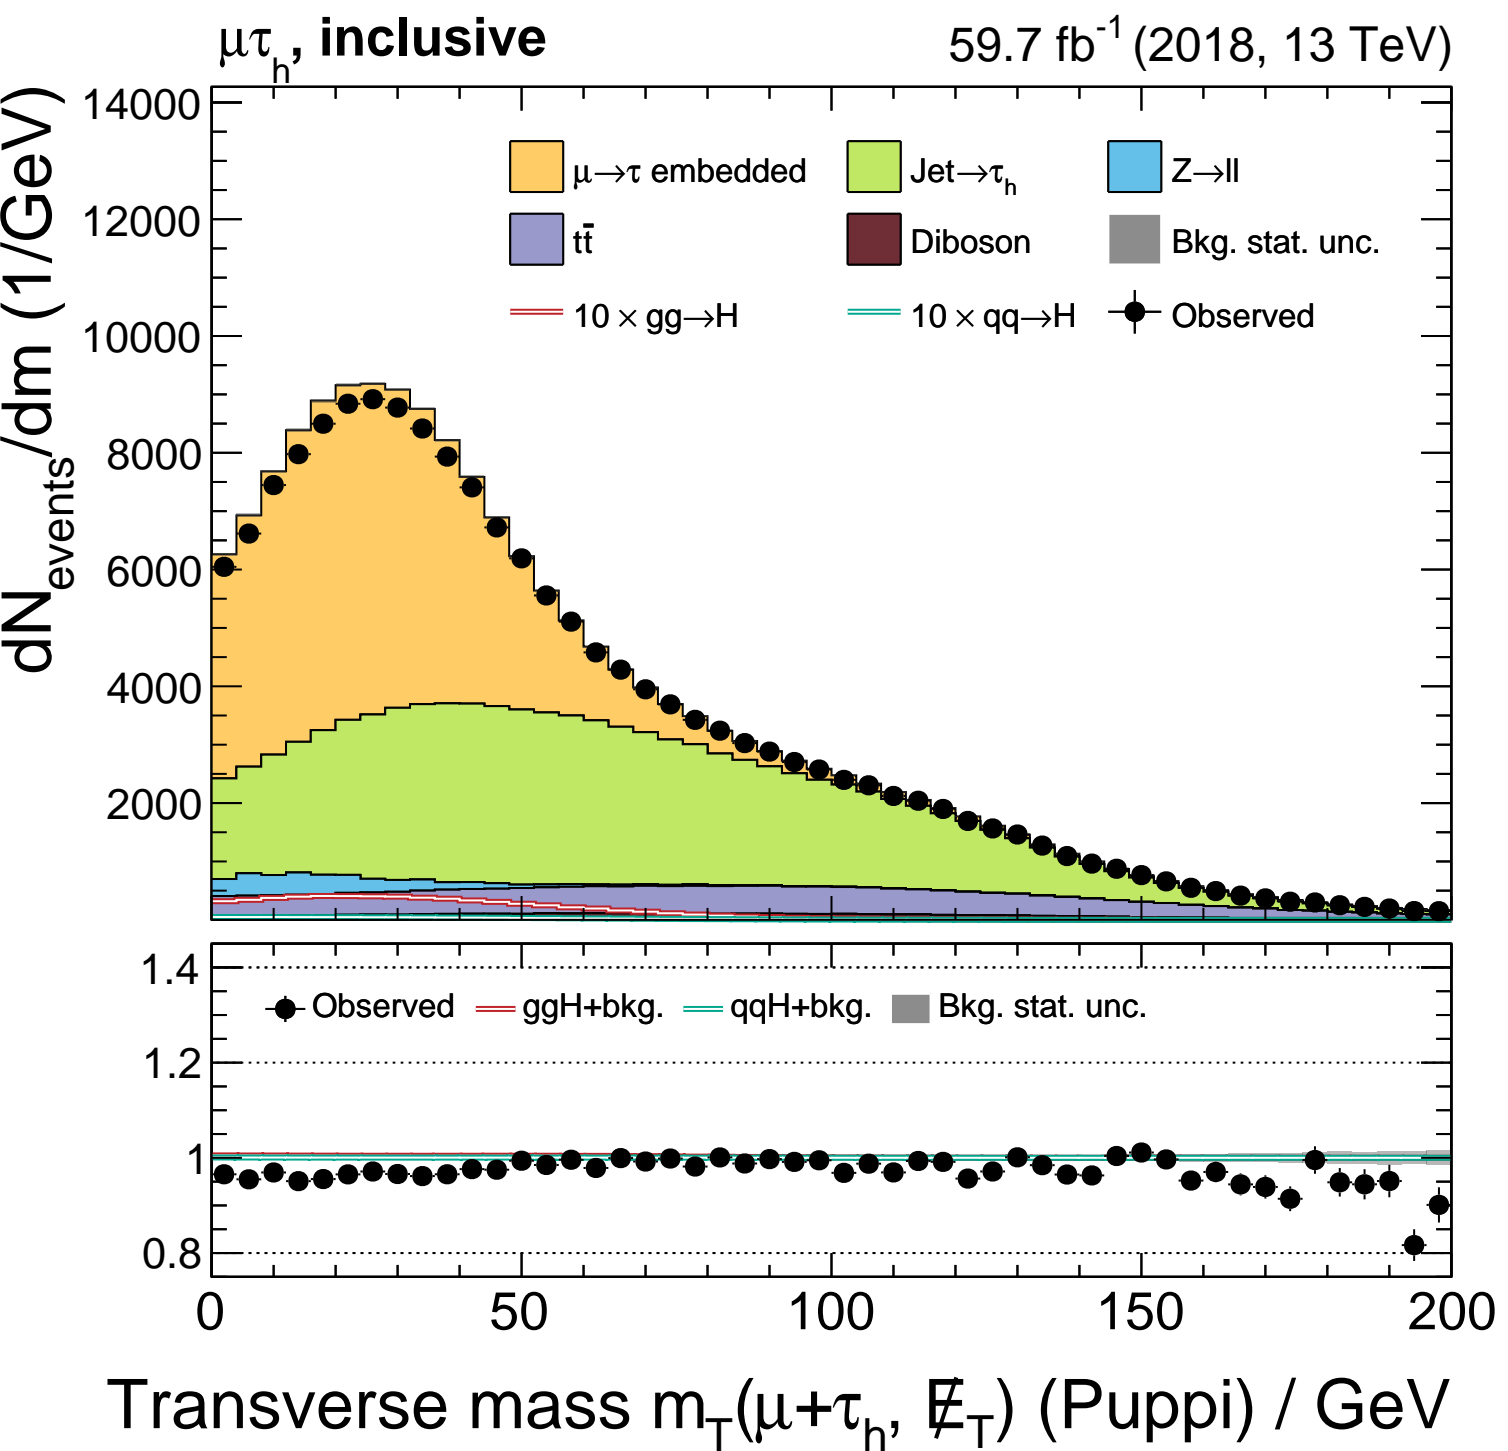 μτh, inclusive 59.7 fb-1 (2018, 13 TeV)
dNevents/dm (1/GeV)
14000
12000
10000
8000
6000
4000
2000
μ→τ embedded Jet→τh Z→ll
tt̄ Diboson Bkg. stat. unc.
10 × gg→H 10 × qq→H Observed
1.4
1.2
1
0.8
Observed ggH+bkg. qqH+bkg. Bkg. stat. unc.
0 50 100 150 200
Transverse mass mT(μ+τh, E̸T) (Puppi) / GeV